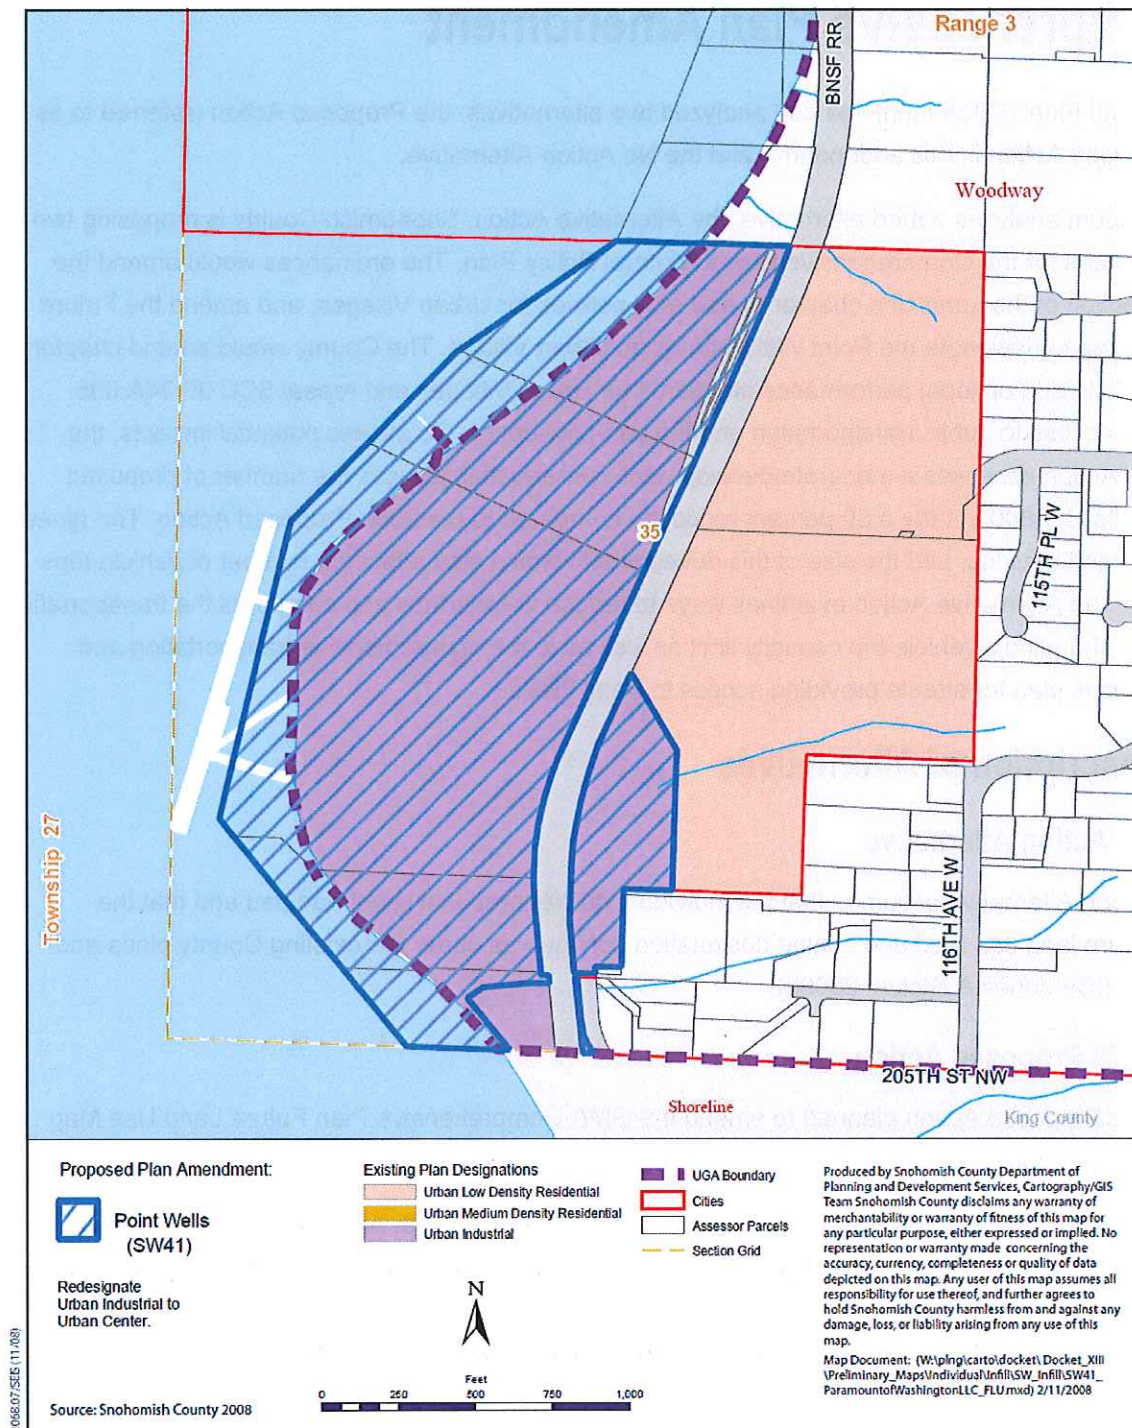 Range 3
BNSF RR
Woodway
35
115TH PL W
Township 27
116TH AVE W
205TH ST NW
Shoreline
King County
Proposed Plan Amendment:
Point Wells
(SW41)
Redesignate
Urban Industrial to
Urban Center.
Source: Snohomish County 2008
Existing Plan Designations
Urban Low Density Residential
Urban Medium Density Residential
Urban Industrial
N
Feet
0 250 500 750 1,000
UGA Boundary
Cities
Assessor Parcels
Section Grid
Produced by Snohomish County Department of
Planning and Development Services, Cartography/GIS
Team Snohomish County disclaims any warranty of
merchantability or warranty of fitness of this map for
any particular purpose, either expressed or implied. No
representation or warranty made concerning the
accuracy, currency, completeness or quality of data
depicted on this map. Any user of this map assumes all
responsibility for use thereof, and further agrees to
hold Snohomish County harmless from and against any
damage, loss, or liability arising from any use of this
map.
Map Document: (W:\plng\carto\docket\ Docket_XIII
\Preliminary_Maps\Individual\Infill\SW_Infill\SW41_
ParamountofWashingtonLLC_FLU.mxd) 2/11/2008
068.07/SEIS (11/08)